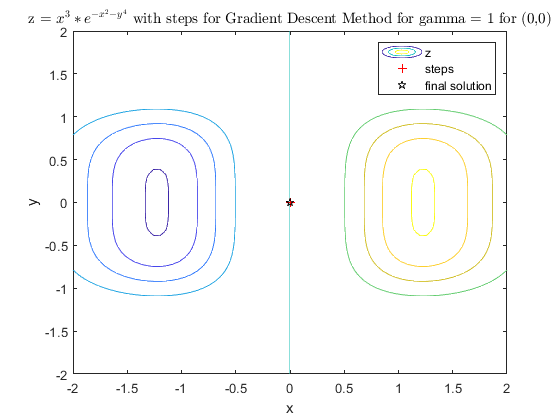 z = x^3 * e^{-x^2-y^4} with steps for Gradient Descent Method for gamma = 1 for (0,0)
z
steps
final solution
2
1.5
1
0.5
0
-0.5
-1
-1.5
-2
y
-2 -1.5 -1 -0.5 0 0.5 1 1.5 2
x